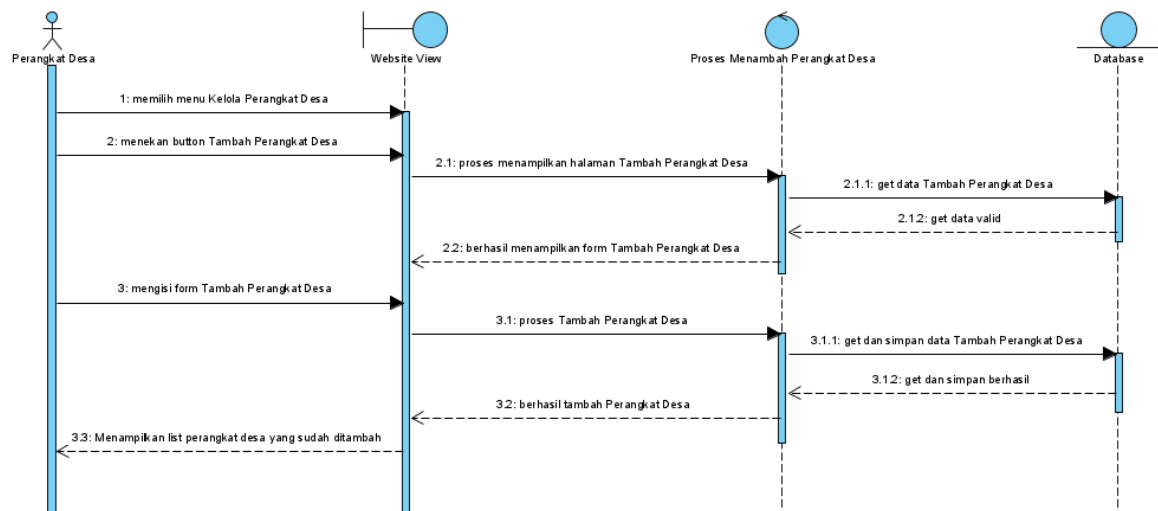 Perangkat Desa
Website View
Proses Menambah Perangkat Desa
Database
1: memilih menu Kelola Perangkat Desa
2: menekan button Tambah Perangkat Desa
2.1: proses menampilkan halaman Tambah Perangkat Desa
2.1.1: get data Tambah Perangkat Desa
2.1.2: get data valid
2.2: berhasil menampilkan form Tambah Perangkat Desa
3: mengisi form Tambah Perangkat Desa
3.1: proses Tambah Perangkat Desa
3.1.1: get dan simpan data Tambah Perangkat Desa
3.1.2: get dan simpan berhasil
3.2: berhasil tambah Perangkat Desa
3.3: Menampilkan list perangkat desa yang sudah ditambah